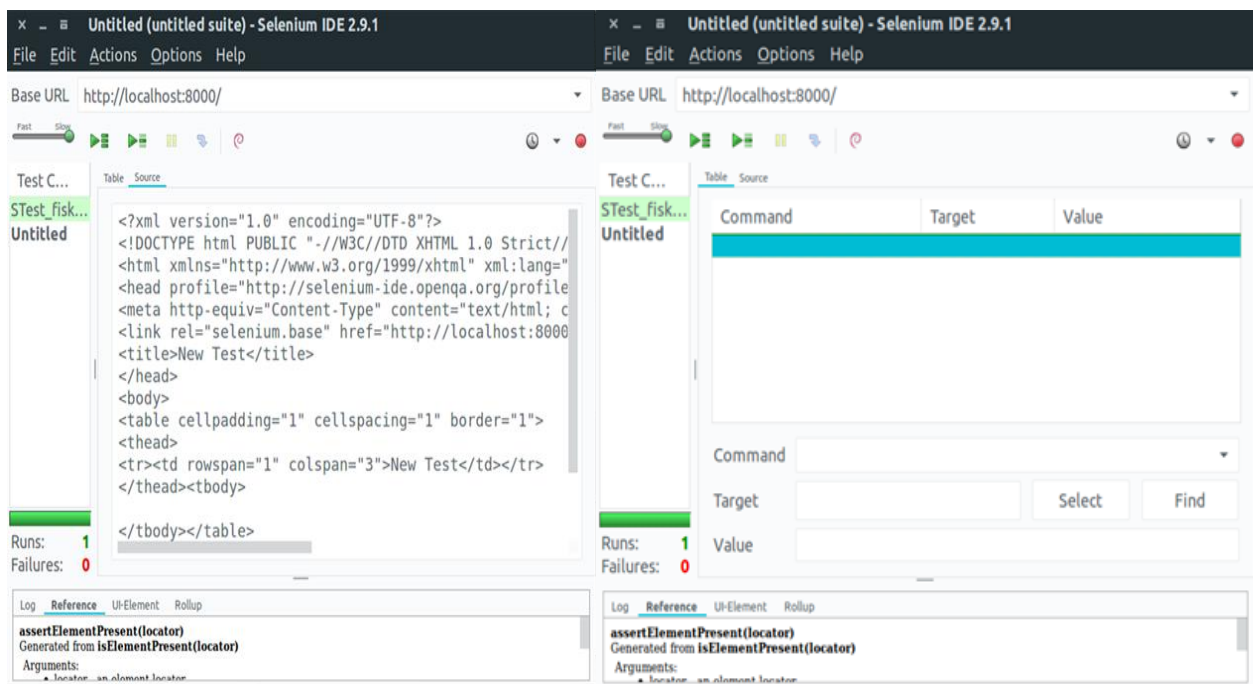 Untitled (untitled suite) - Selenium IDE 2.9.1
File Edit Actions Options Help
Base URL http://localhost:8000/
Fast Slow
Test C...
Table Source
STest_fisk...
Untitled
<?xml version="1.0" encoding="UTF-8"?>
<!DOCTYPE html PUBLIC "-//W3C//DTD XHTML 1.0 Strict//
<html xmlns="http://www.w3.org/1999/xhtml" xml:lang="
<head profile="http://selenium-ide.openqa.org/profile
<meta http-equiv="Content-Type" content="text/html; c
<link rel="selenium.base" href="http://localhost:8000
<title>New Test</title>
</head>
<body>
<table cellpadding="1" cellspacing="1" border="1">
<thead>
<tr><td rowspan="1" colspan="3">New Test</td></tr>
</thead><tbody>
</tbody></table>
Runs: 1
Failures: 0
Log Reference UI-Element Rollup
assertElementPresent(locator)
Generated from isElementPresent(locator)
Arguments:
locator - an element locator
Untitled (untitled suite) - Selenium IDE 2.9.1
File Edit Actions Options Help
Base URL http://localhost:8000/
Fast Slow
Test C...
Table Source
STest_fisk...
Untitled
Command Target Value
Command
Target Select Find
Value
Runs: 1
Failures: 0
Log Reference UI-Element Rollup
assertElementPresent(locator)
Generated from isElementPresent(locator)
Arguments:
locator - an element locator